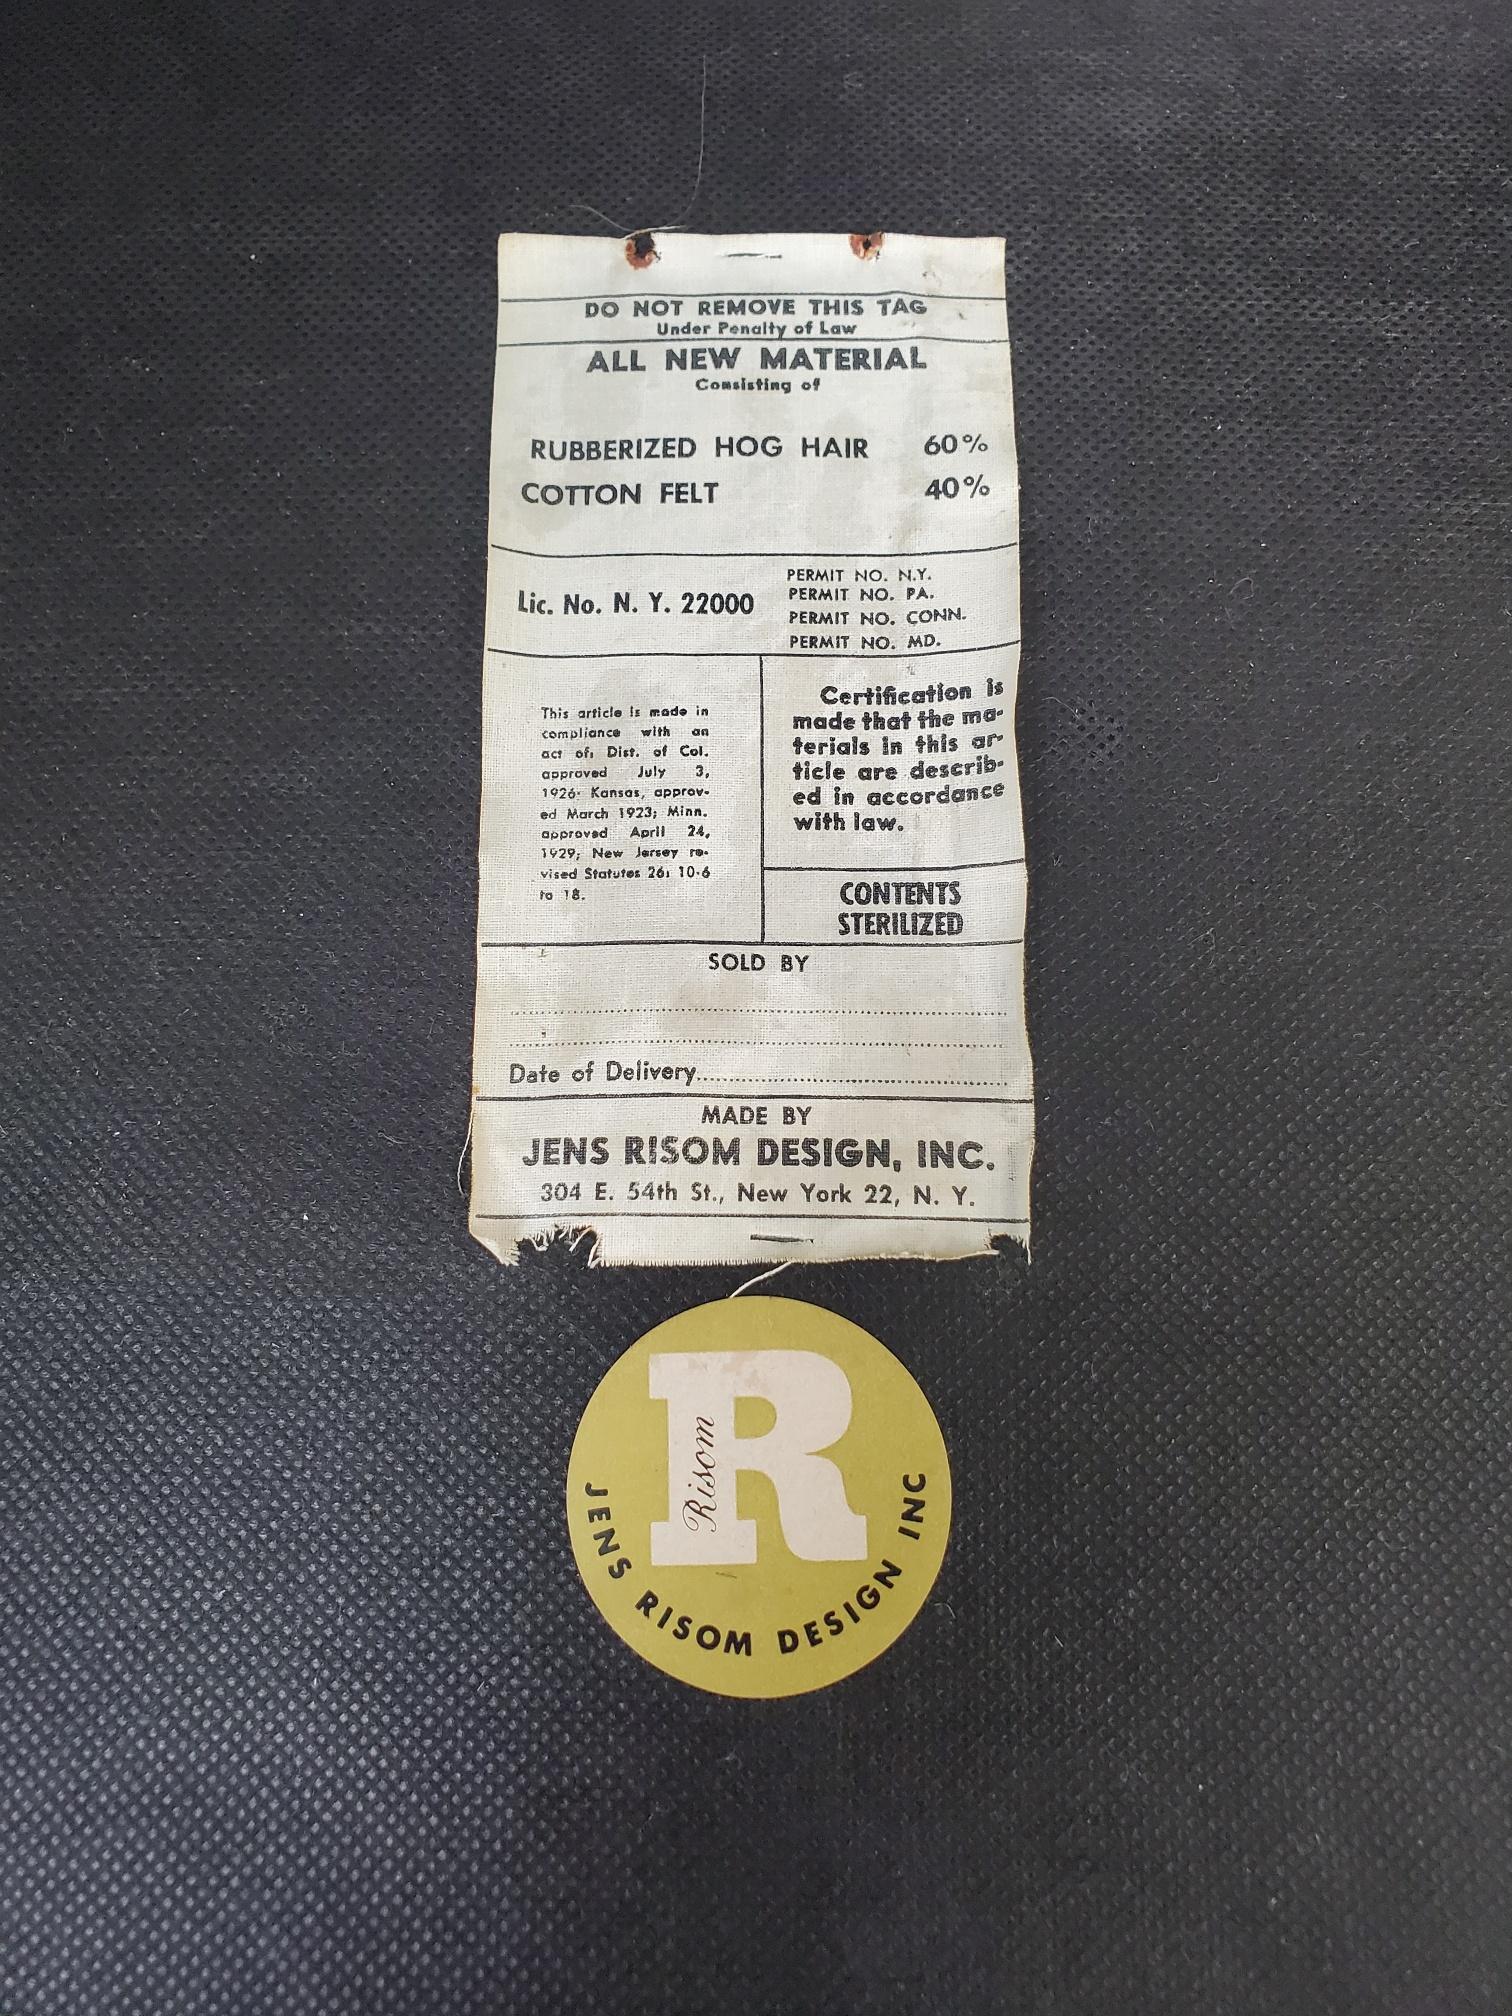 DO NOT REMOVE THIS TAG
Under Penalty of Law
ALL NEW MATERIAL
Consisting of
RUBBERIZED HOG HAIR 60%
COTTON FELT 40%
Lic. No. N. Y. 22000
PERMIT NO. N.Y.
PERMIT NO. PA.
PERMIT NO. CONN.
PERMIT NO. MD.
This article is made in
compliance with an
act of: Dist. of Col.
approved July 3,
1926; Kansas, approv-
ed March 1923; Minn.
approved April 24,
1929; New Jersey re-
vised Statutes 26: 10-6
to 18.
Certification is
made that the ma-
terials in this ar-
ticle are describ-
ed in accordance
with law.
CONTENTS
STERILIZED
SOLD BY
Date of Delivery
MADE BY
JENS RISOM DESIGN, INC.
304 E. 54th St., New York 22, N. Y.
R
Risom
JENS RISOM DESIGN INC